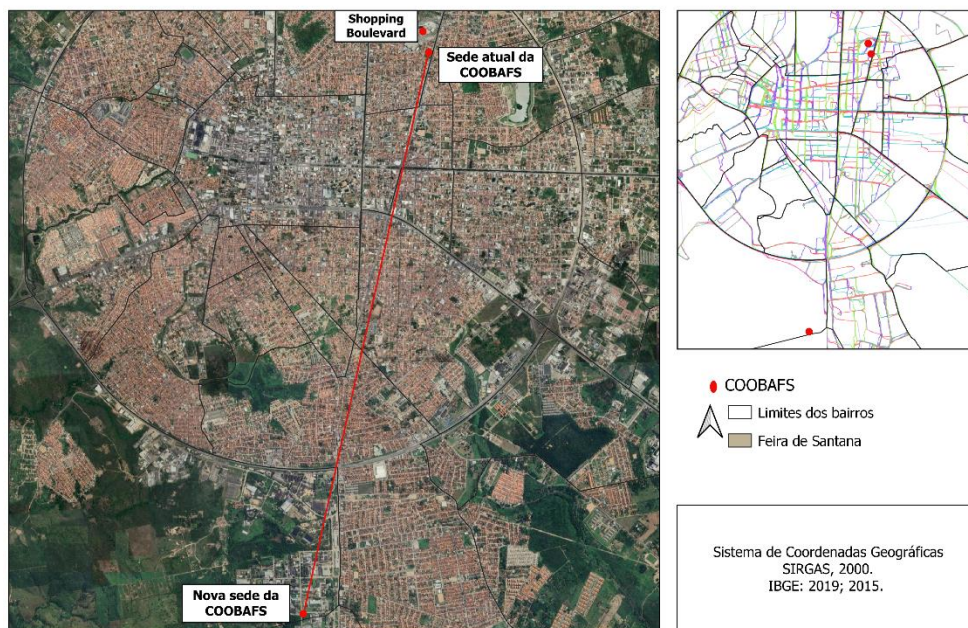 Shopping
Boulevard
Sede atual da
COOBAFS
Nova sede da
COOBAFS
COOBAFS
Limites dos bairros
Feira de Santana
Sistema de Coordenadas Geográficas
SIRGAS, 2000.
IBGE: 2019; 2015.